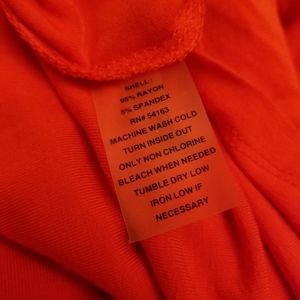 SHELL:
95% RAYON
5% SPANDEX
RN# 54163
MACHINE WASH COLD
TURN INSIDE OUT
ONLY NON CHLORINE
BLEACH WHEN NEEDED
TUMBLE DRY LOW
IRON LOW IF
NECESSARY